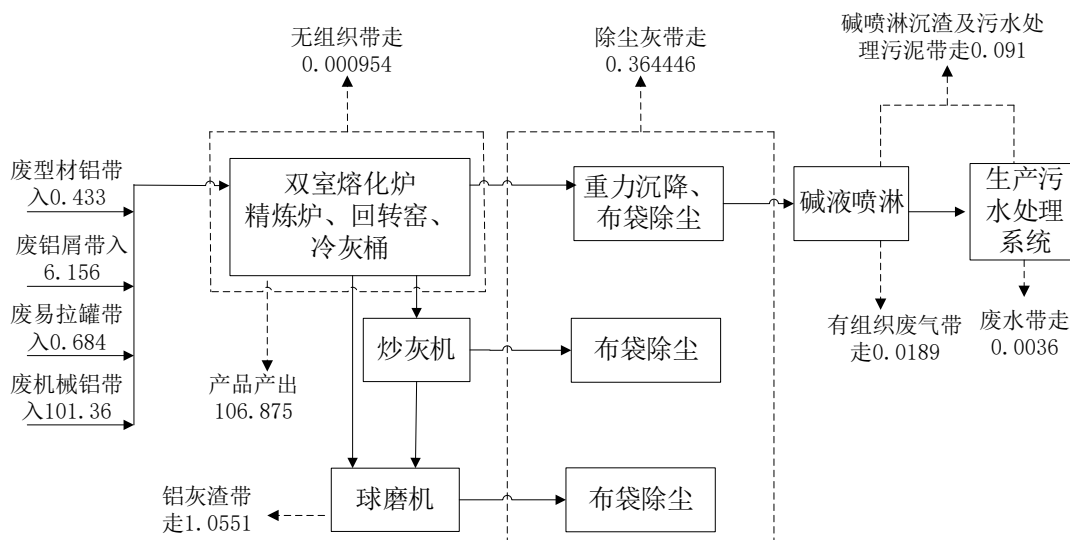 无组织带走
0.000954
除尘灰带走
0.364446
碱喷淋沉渣及污水处
理污泥带走0.091
废型材铝带
入0.433
废铝屑带入
6.156
废易拉罐带
入0.684
废机械铝带
入101.36
双室熔化炉
精炼炉、回转窑、
冷灰桶
重力沉降、
布袋除尘
碱液喷淋
生产污
水处理
系统
炒灰机
布袋除尘
有组织废气带
走0.0189
废水带走
0.0036
产品产出
106.875
铝灰渣带
走1.0551
球磨机
布袋除尘